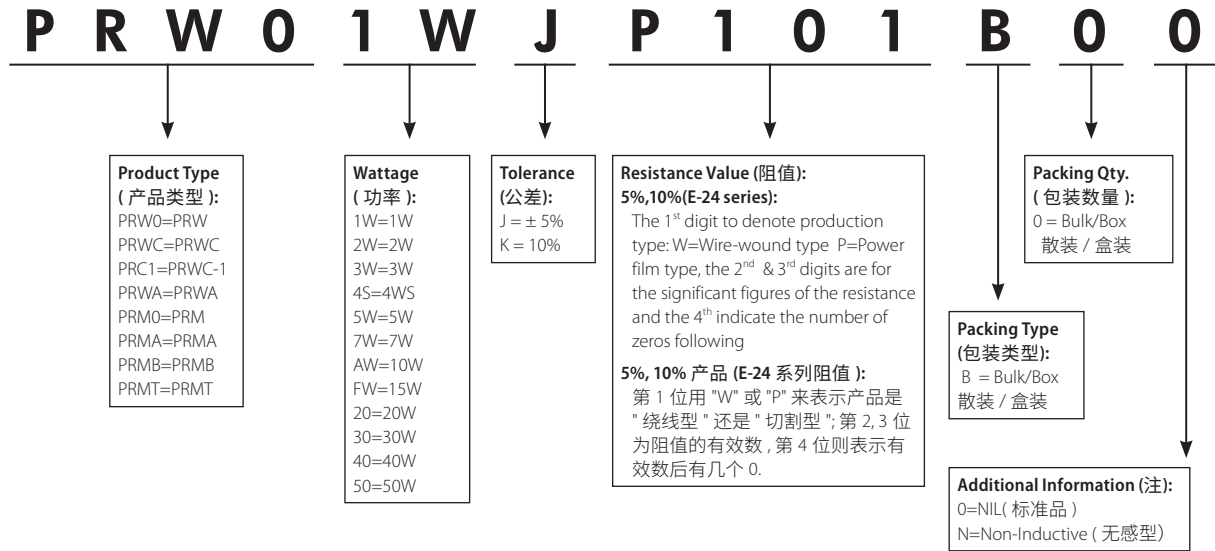 P R W 0 1 W J P 1 0 1 B 0 0
Product Type
( 产品类型 ):
PRW0=PRW
PRWC=PRWC
PRC1=PRWC-1
PRWA=PRWA
PRM0=PRM
PRMA=PRMA
PRMB=PRMB
PRMT=PRMT
Wattage
( 功率 ):
1W=1W
2W=2W
3W=3W
4S=4WS
5W=5W
7W=7W
AW=10W
FW=15W
20=20W
30=30W
40=40W
50=50W
Tolerance
(公差):
J = ± 5%
K = 10%
Resistance Value (阻值):
5%,10%(E-24 series):
The 1st digit to denote production
type: W=Wire-wound type P=Power
film type, the 2nd & 3rd digits are for
the significant figures of the resistance
and the 4th indicate the number of
zeros following
5%, 10% 产品 (E-24 系列阻值 ):
第 1 位用 "W" 或 "P" 来表示产品是
" 绕线型 " 还是 " 切割型 "; 第 2, 3 位
为阻值的有效数 , 第 4 位则表示有
效数后有几个 0.
Packing Type
(包装类型):
B = Bulk/Box
散装 / 盒装
Packing Qty.
( 包装数量 ):
0 = Bulk/Box
散装 / 盒装
Additional Information (注):
0=NIL( 标准品 )
N=Non-Inductive ( 无感型)